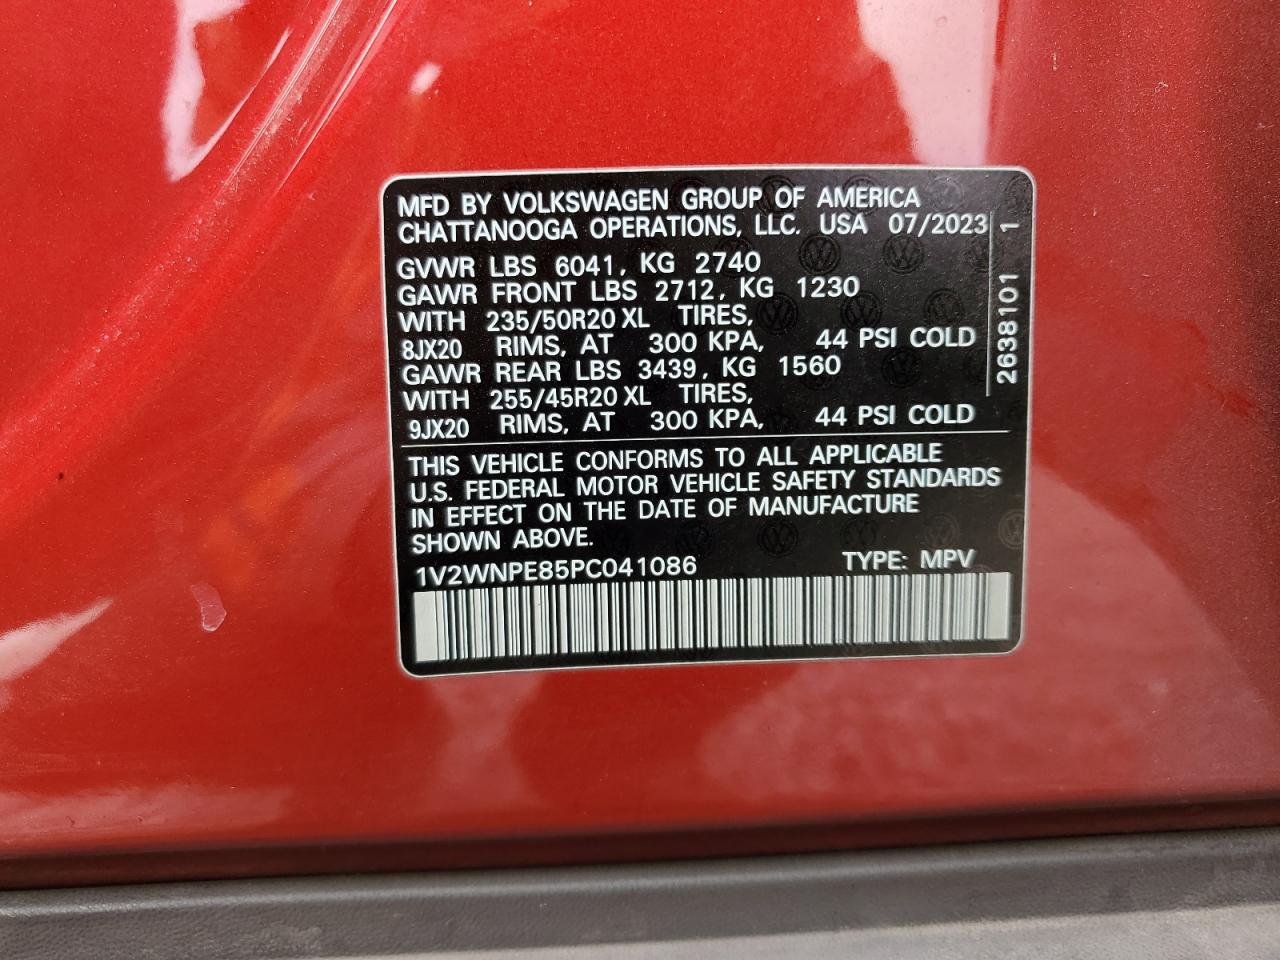 MFD BY VOLKSWAGEN GROUP OF AMERICA
CHATTANOOGA OPERATIONS, LLC. USA 07/2023
GVWR LBS 6041, KG 2740
GAWR FRONT LBS 2712, KG 1230
WITH 235/50R20 XL TIRES,
8JX20 RIMS, AT 300 KPA, 44 PSI COLD
GAWR REAR LBS 3439, KG 1560
WITH 255/45R20 XL TIRES,
9JX20 RIMS, AT 300 KPA, 44 PSI COLD
2638101 1
THIS VEHICLE CONFORMS TO ALL APPLICABLE
U.S. FEDERAL MOTOR VEHICLE SAFETY STANDARDS
IN EFFECT ON THE DATE OF MANUFACTURE
SHOWN ABOVE.
1V2WNPE85PC041086 TYPE: MPV